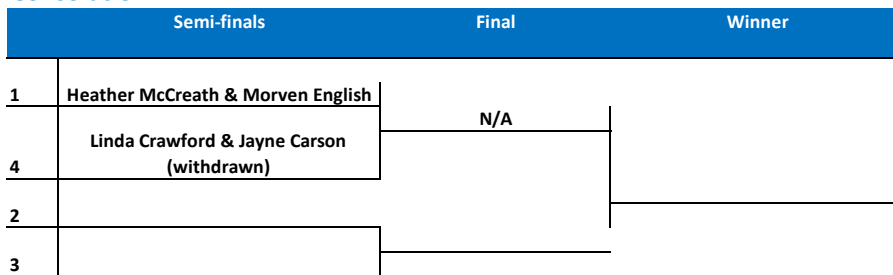 Semi-finals Final Winner
1 Heather McCreath & Morven English
N/A
Linda Crawford & Jayne Carson
4 (withdrawn)
2
3